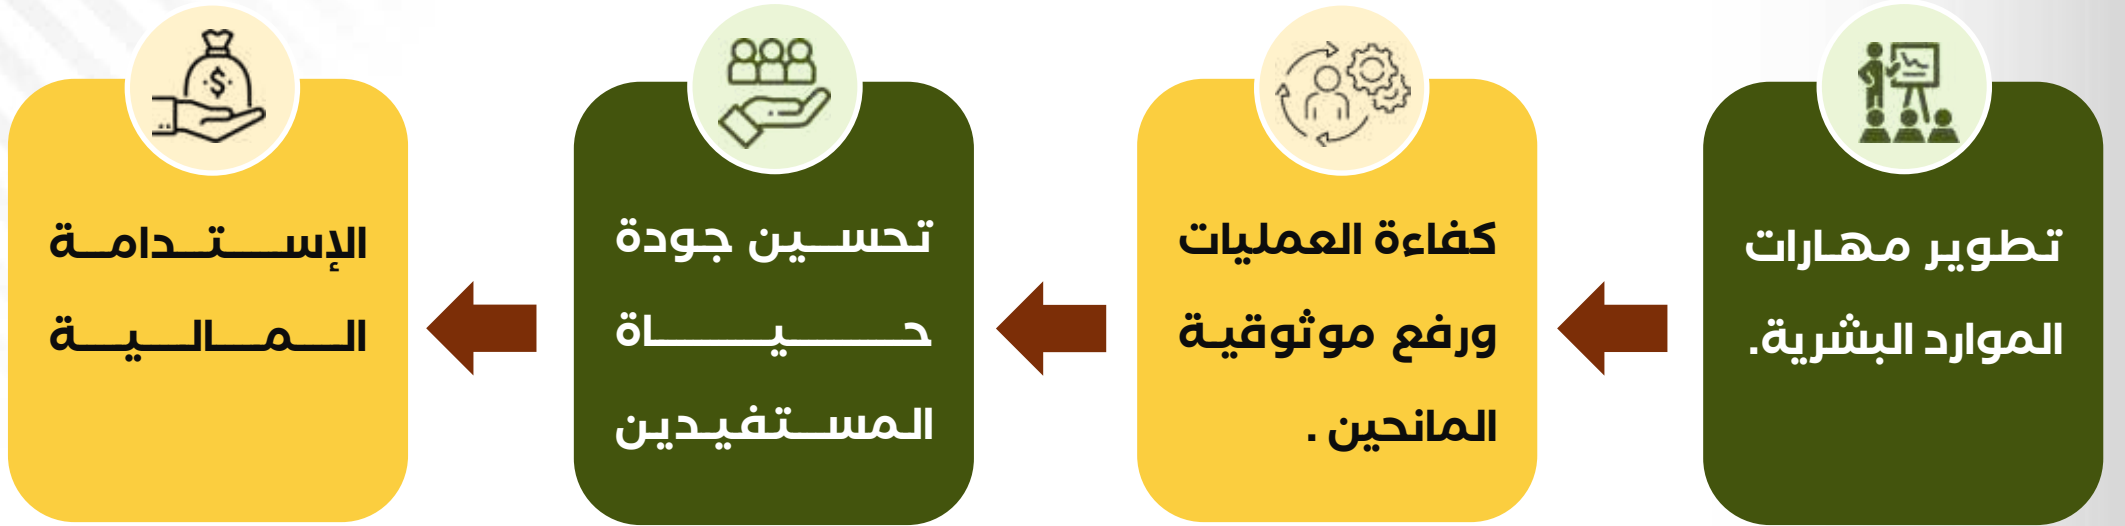 تطوير مهارات
الموارد البشرية.
كفاءة العمليات
ورفع موثوقية
المانحين .
تحسين جودة
حياة
المستفيدين
الإستدامة
المالية